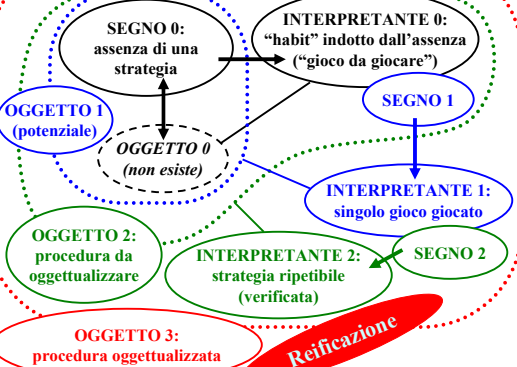 SEGNO 0:
assenza di una
strategia
INTERPRETANTE 0:
“habit” indotto dall’assenza
(“gioco da giocare”)
SEGNO 1
OGGETTO 1
(potenziale)
OGGETTO 0
(non esiste)
INTERPRETANTE 1:
singolo gioco giocato
OGGETTO 2:
procedura da
oggettualizzare
INTERPRETANTE 2:
strategia ripetibile
(verificata)
SEGNO 2
OGGETTO 3:
procedura oggettualizzata
Reificazione